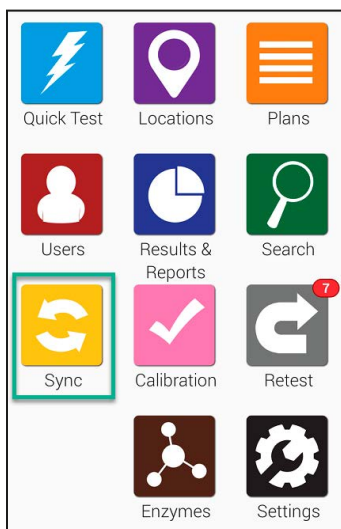 Quick Test
Locations
Plans
Users
Results &
Reports
Search
7
Sync
Calibration
Retest
Enzymes
Settings